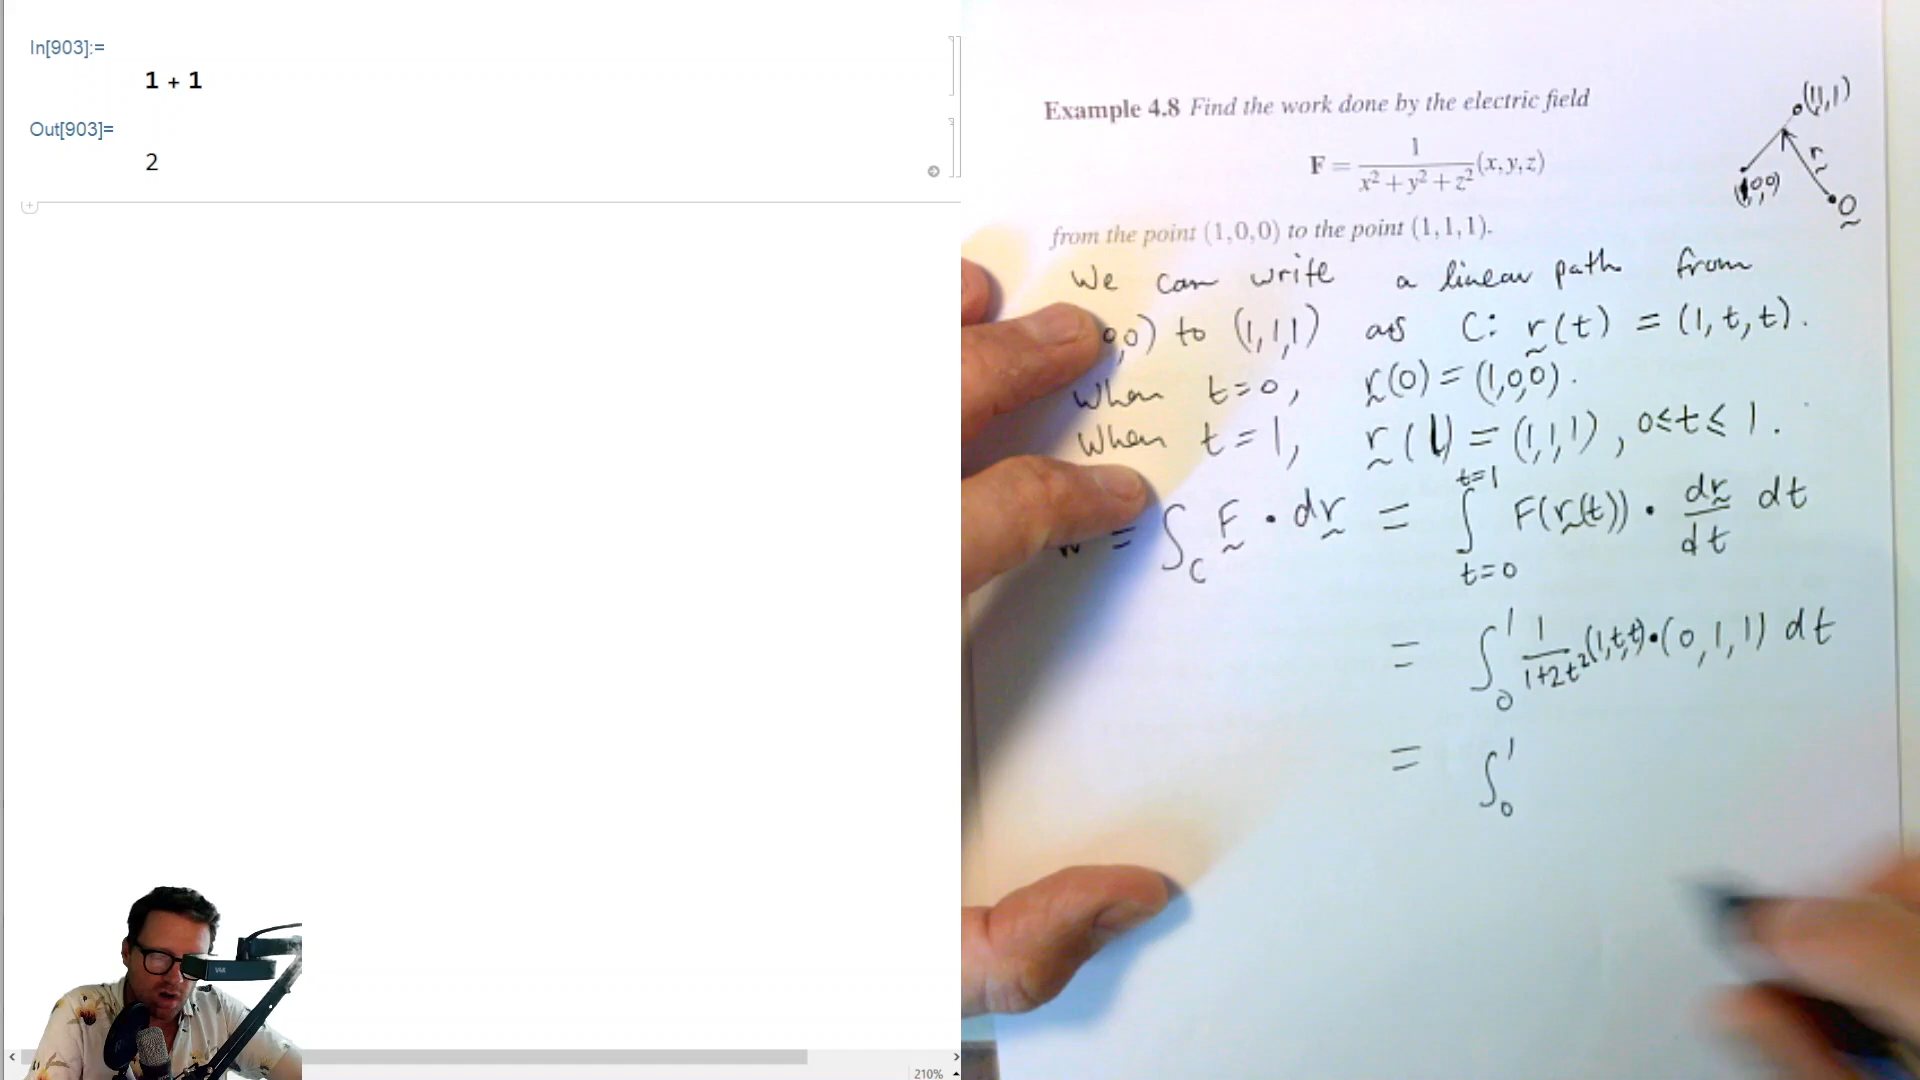 In[903]:=
1 + 1
Out[903]=
2
210%
V4K
Example 4.8 Find the work done by the electric field
F = 1/(x² + y² + z²) (x, y, z)
from the point (1,0,0) to the point (1,1,1).
(1,1,1)
r
(1,0,0)
0
We can write a linear path from
0,0) to (1,1,1) as C: r(t) = (1, t, t).
When t=0, r(0) = (1,0,0).
When t=1, r(1) = (1,1,1), 0≤t≤1.
= ∫_C F • dr = ∫_{t=0}^{t=1} F(r(t)) • dr/dt dt
= ∫_0^1 1/(1+2t²) (1,t,t)•(0,1,1) dt
= ∫_0^1